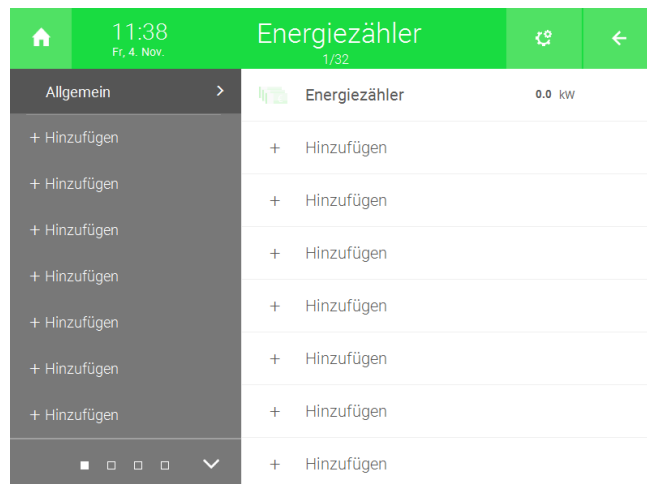 11:38
Fr, 4. Nov.
Energiezähler
1/32
Allgemein
+ Hinzufügen
+ Hinzufügen
+ Hinzufügen
+ Hinzufügen
+ Hinzufügen
+ Hinzufügen
+ Hinzufügen
Energiezähler 0.0 kW
+ Hinzufügen
+ Hinzufügen
+ Hinzufügen
+ Hinzufügen
+ Hinzufügen
+ Hinzufügen
+ Hinzufügen